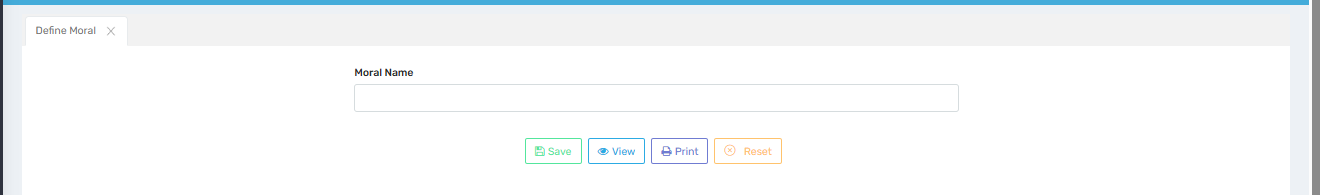 Define Moral
Moral Name
Save View Print Reset